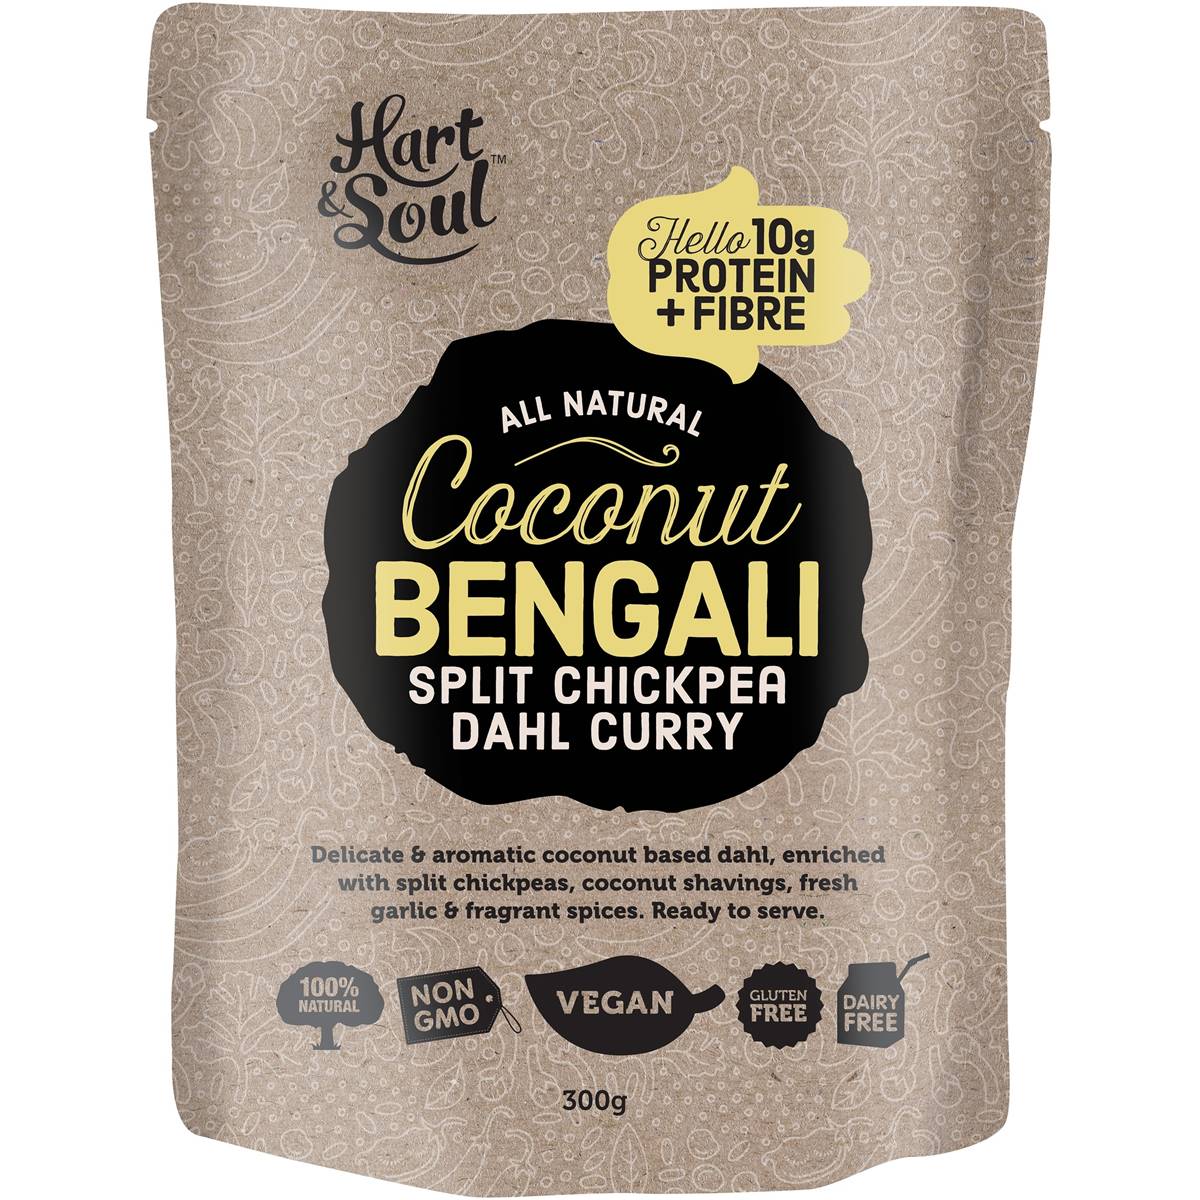 Hart
& Soul™
Hello 10g
PROTEIN
+ FIBRE
ALL NATURAL
Coconut
BENGALI
SPLIT CHICKPEA
DAHL CURRY
Delicate & aromatic coconut based dahl, enriched
with split chickpeas, coconut shavings, fresh
garlic & fragrant spices. Ready to serve.
100%
NATURAL
NON
GMO
VEGAN
GLUTEN
FREE
DAIRY
FREE
300g